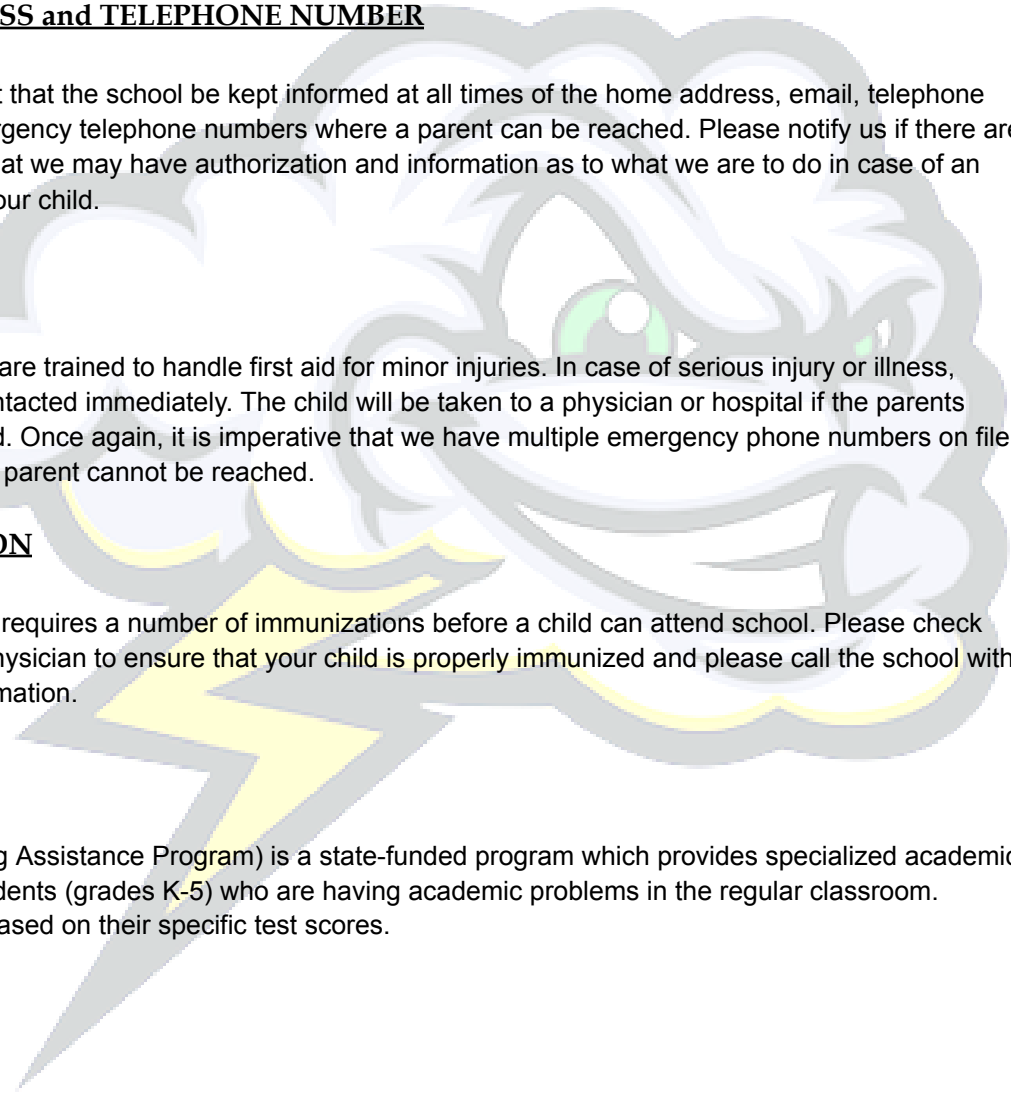 SS and TELEPHONE NUMBER
t that the school be kept informed at all times of the home address, email, telephone
rgency telephone numbers where a parent can be reached. Please notify us if there are
at we may have authorization and information as to what we are to do in case of an
our child.
are trained to handle first aid for minor injuries. In case of serious injury or illness,
ntacted immediately. The child will be taken to a physician or hospital if the parents
d. Once again, it is imperative that we have multiple emergency phone numbers on file
parent cannot be reached.
ON
requires a number of immunizations before a child can attend school. Please check
hysician to ensure that your child is properly immunized and please call the school with
mation.
g Assistance Program) is a state-funded program which provides specialized academic
dents (grades K-5) who are having academic problems in the regular classroom.
ased on their specific test scores.